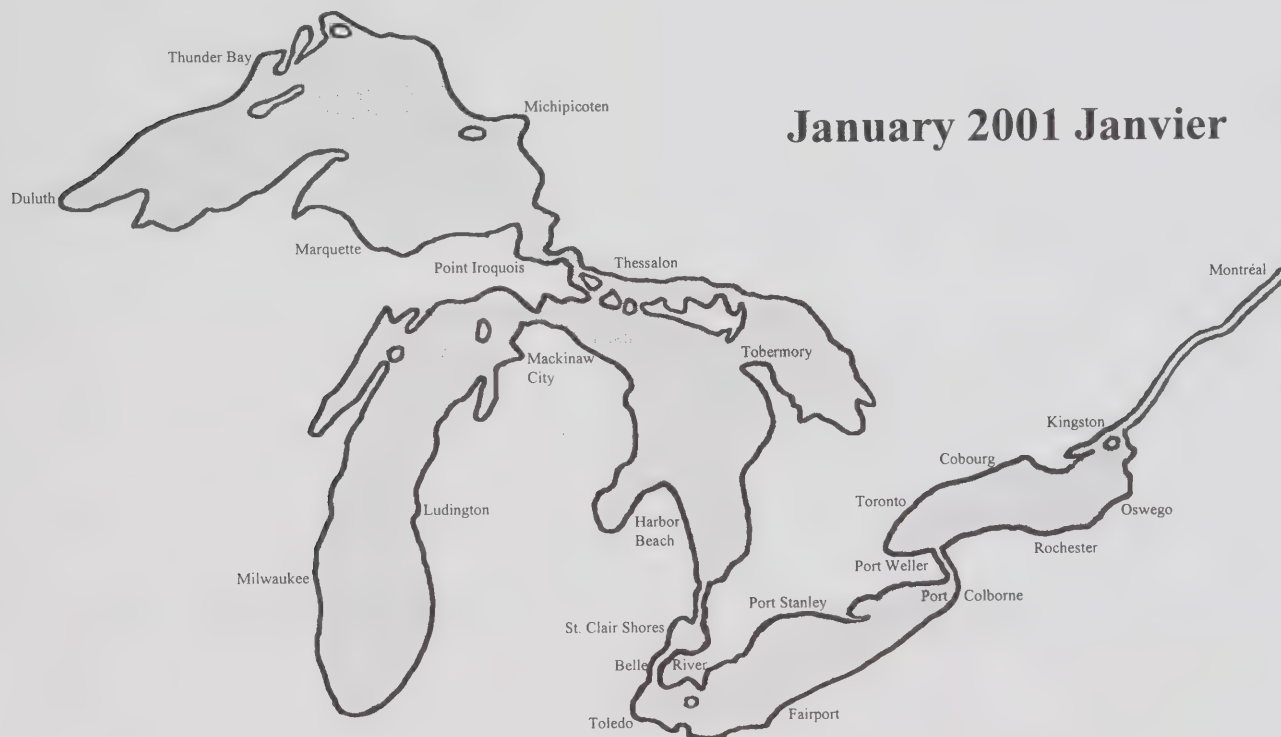 Thunder Bay
Michipicoten
January 2001 Janvier
Duluth
Marquette
Point Iroquois
Thessalon
Montréal
Mackinaw
City
Tobermory
Kingston
Cobourg
Ludington
Toronto
Oswego
Harbor
Beach
Rochester
Milwaukee
Port Weller
Port Colborne
Port Stanley
St. Clair Shores
Belle River
Toledo
Fairport